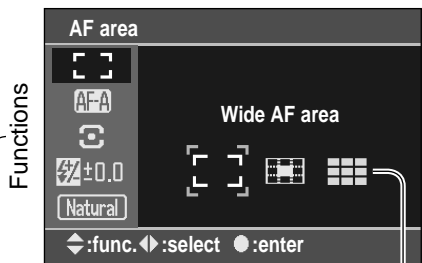 AF area
Functions
AF-A
Wide AF area
±0.0
Natural
:func. :select :enter